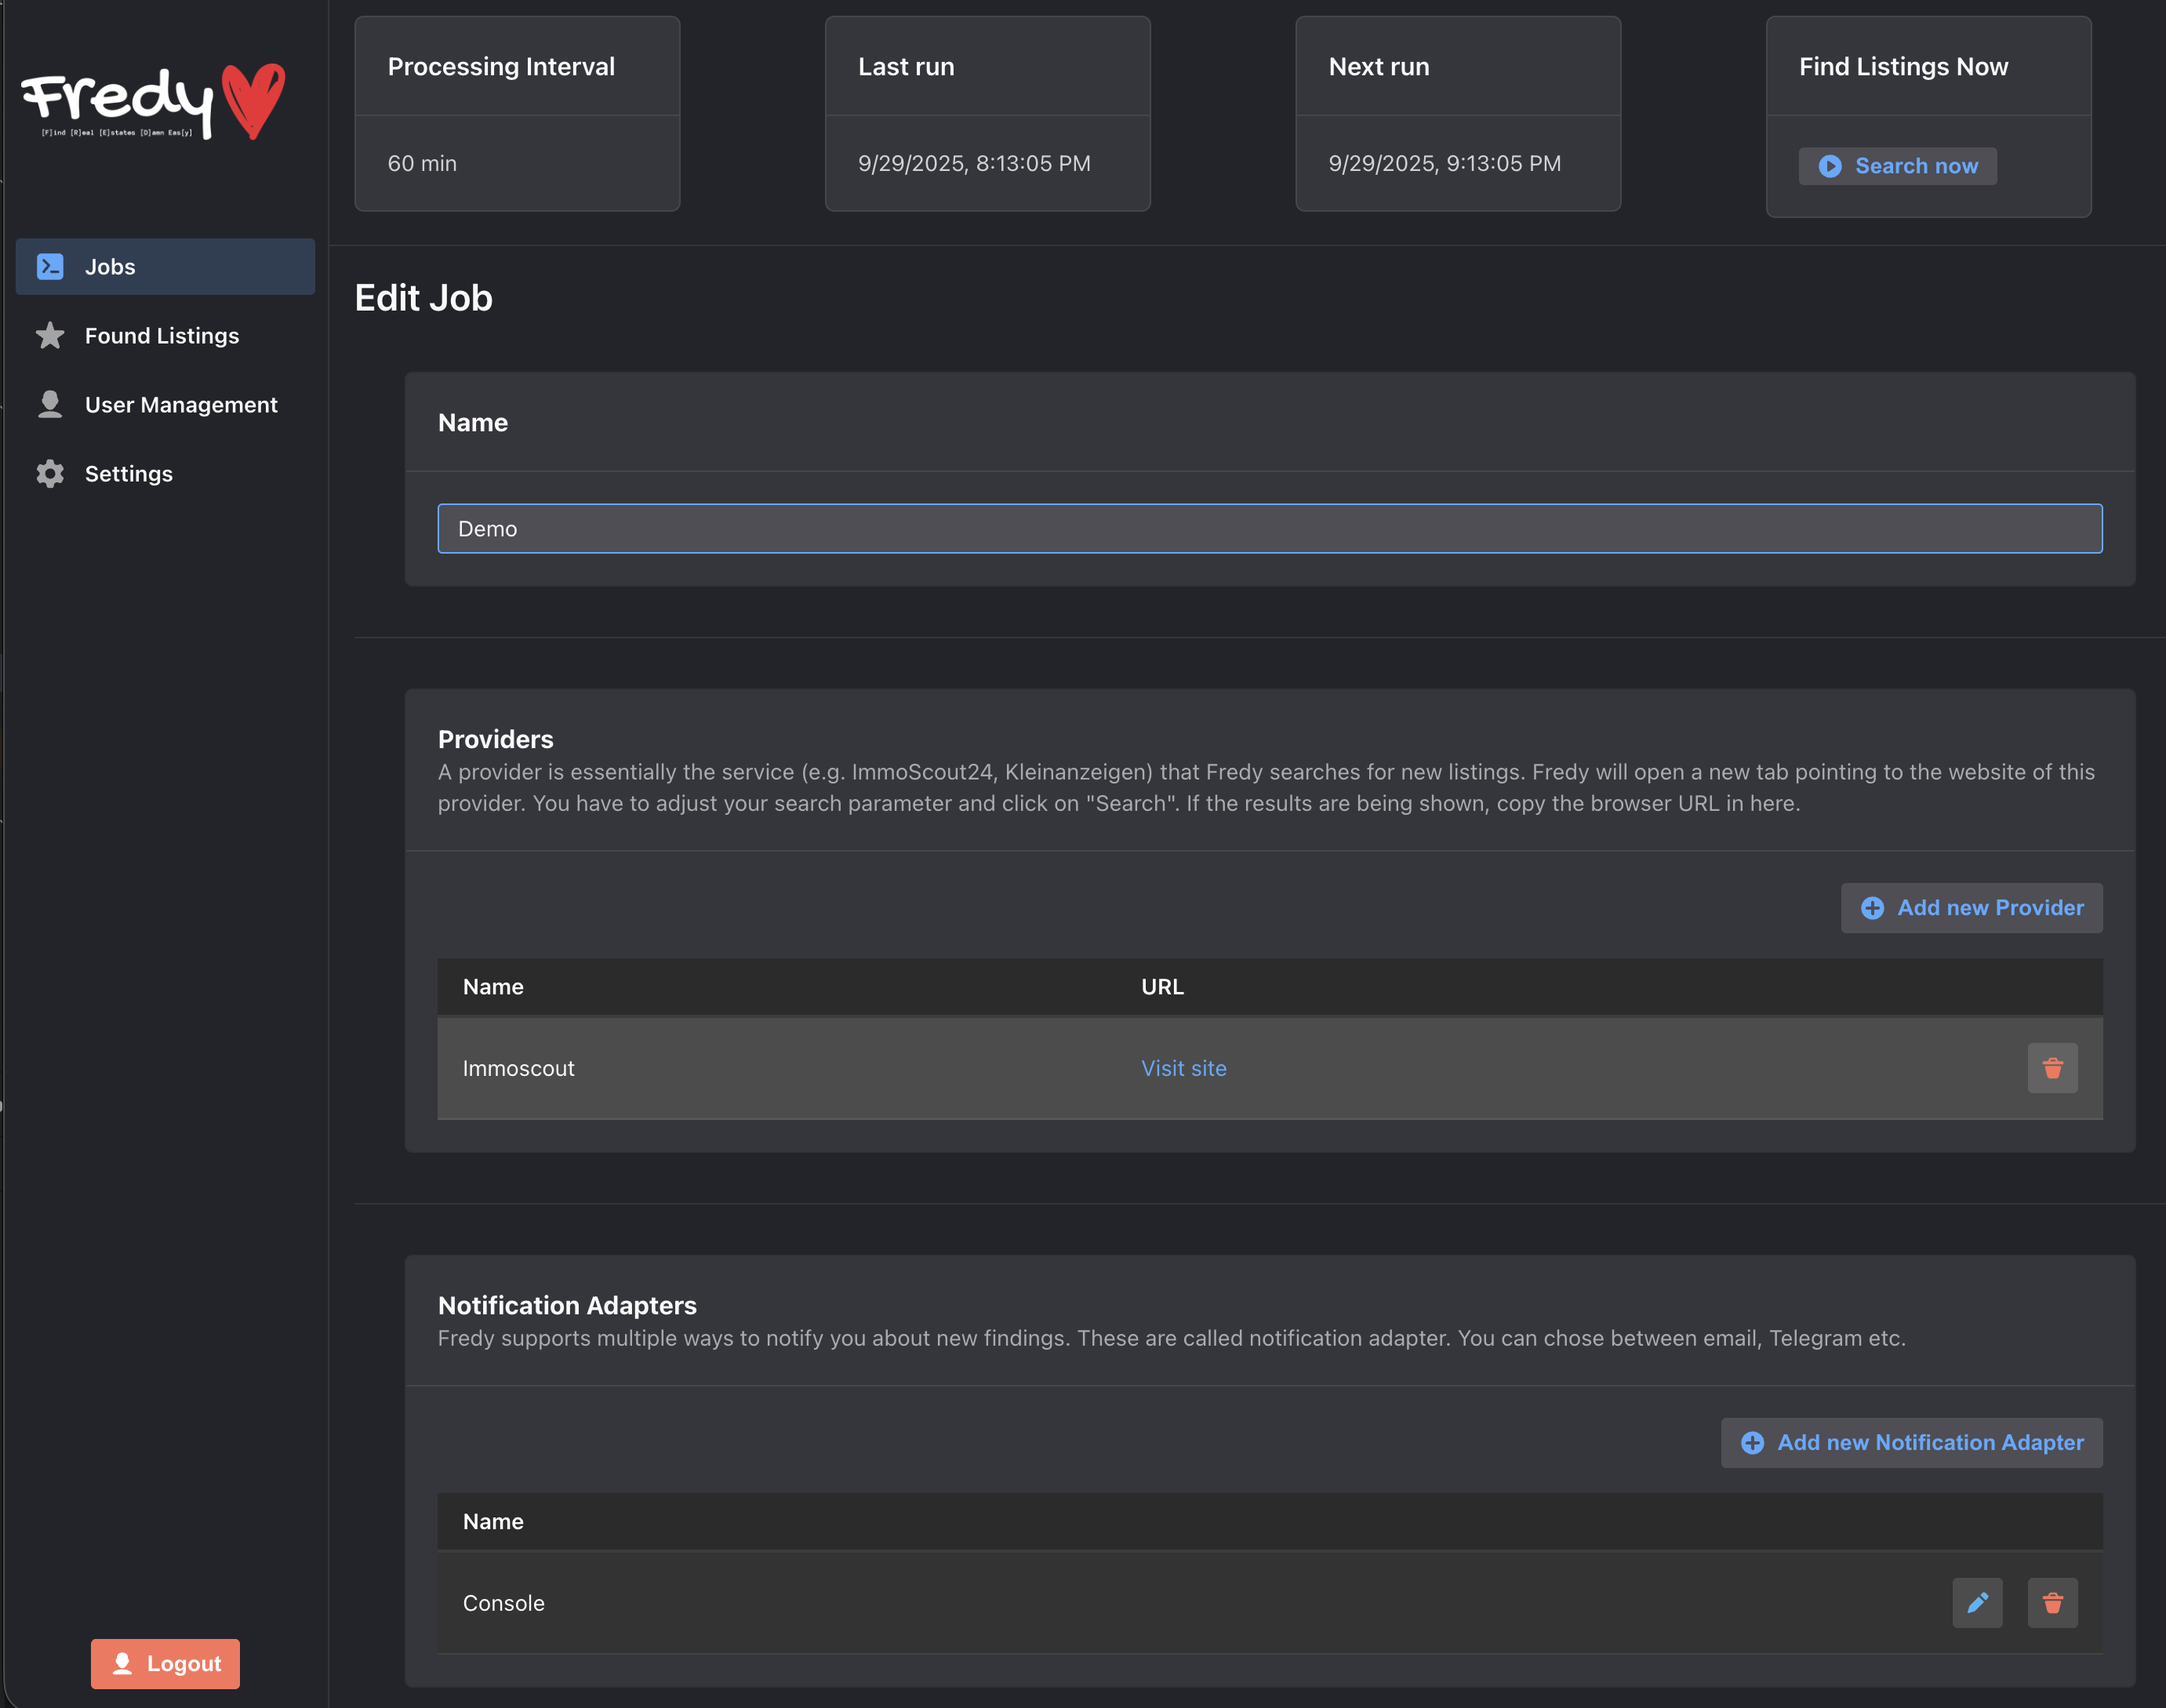 Fredy
[F]ind [R]eal [E]states [D]amn Eas[y]
Jobs
Found Listings
User Management
Settings
Logout
Processing Interval
60 min
Last run
9/29/2025, 8:13:05 PM
Next run
9/29/2025, 9:13:05 PM
Find Listings Now
Search now
Edit Job
Name
Demo
Providers
A provider is essentially the service (e.g. ImmoScout24, Kleinanzeigen) that Fredy searches for new listings. Fredy will open a new tab pointing to the website of this
provider. You have to adjust your search parameter and click on "Search". If the results are being shown, copy the browser URL in here.
Add new Provider
Name URL
Immoscout Visit site
Notification Adapters
Fredy supports multiple ways to notify you about new findings. These are called notification adapter. You can chose between email, Telegram etc.
Add new Notification Adapter
Name
Console